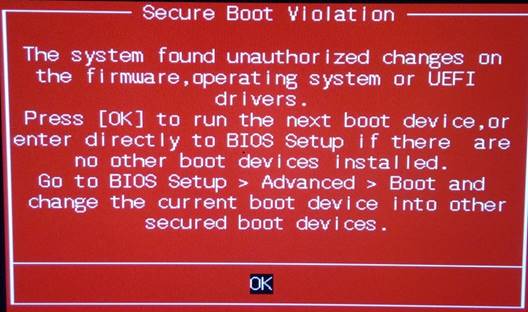 Secure Boot Violation
The system found unauthorized changes on
the firmware,operating system or UEFI
drivers.
Press [OK] to run the next boot device,or
enter directly to BIOS Setup if there  are
no other boot devices installed.
Go to BIOS Setup > Advanced > Boot and
change the current boot device into other
secured boot devices.
OK